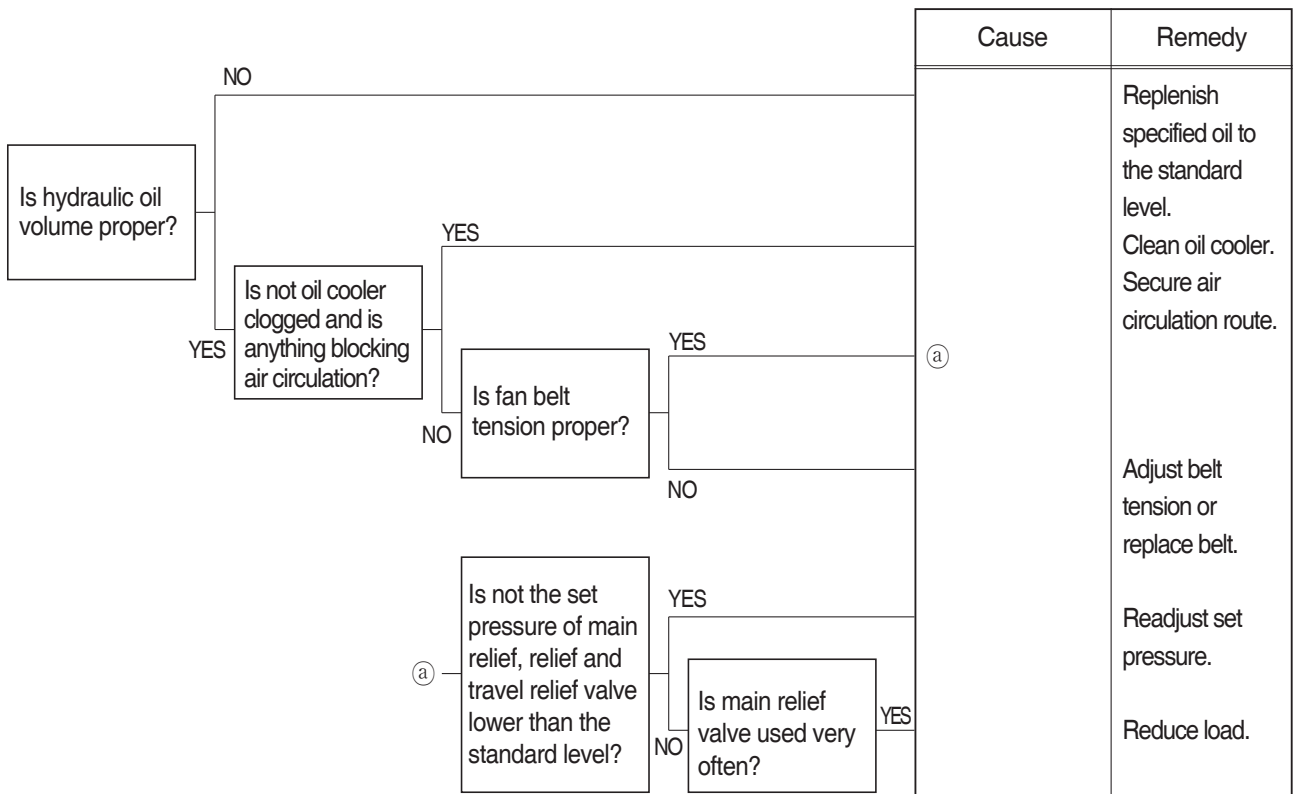 Cause
Remedy
NO
Replenish
specified oil to
the standard
level.
Is hydraulic oil
volume proper?
YES
Clean oil cooler.
Secure air
circulation route.
Is not oil cooler
clogged and is
anything blocking
air circulation?
YES
YES
ⓐ
Is fan belt
tension proper?
NO
NO
Adjust belt
tension or
replace belt.
ⓐ
Is not the set
pressure of main
relief, relief and
travel relief valve
lower than the
standard level?
YES
Readjust set
pressure.
NO
Is main relief
valve used very
often?
YES
Reduce load.